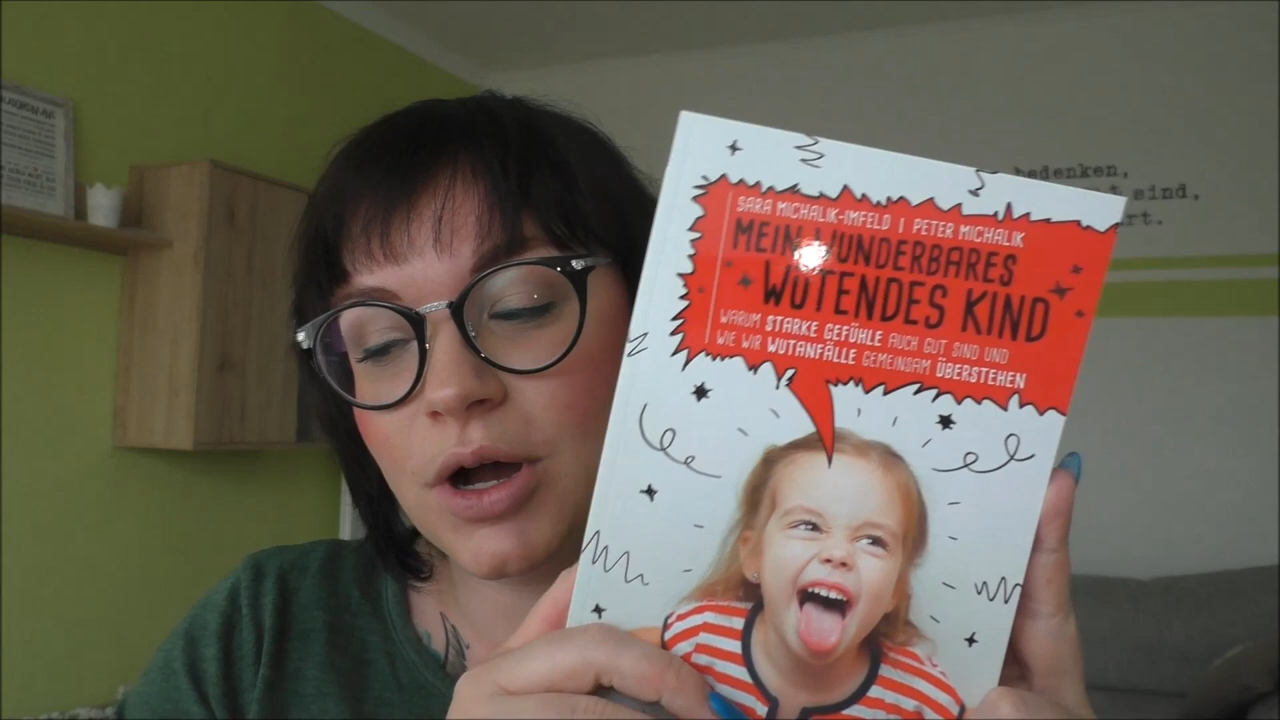 SARA MICHALIK-IMFELD | PETER MICHALIK
MEIN WUNDERBARES
WÜTENDES KIND
WARUM STARKE GEFÜHLE AUCH GUT SIND UND
WIE WIR WUTANFÄLLE GEMEINSAM ÜBERSTEHEN
bedenken,
sind,